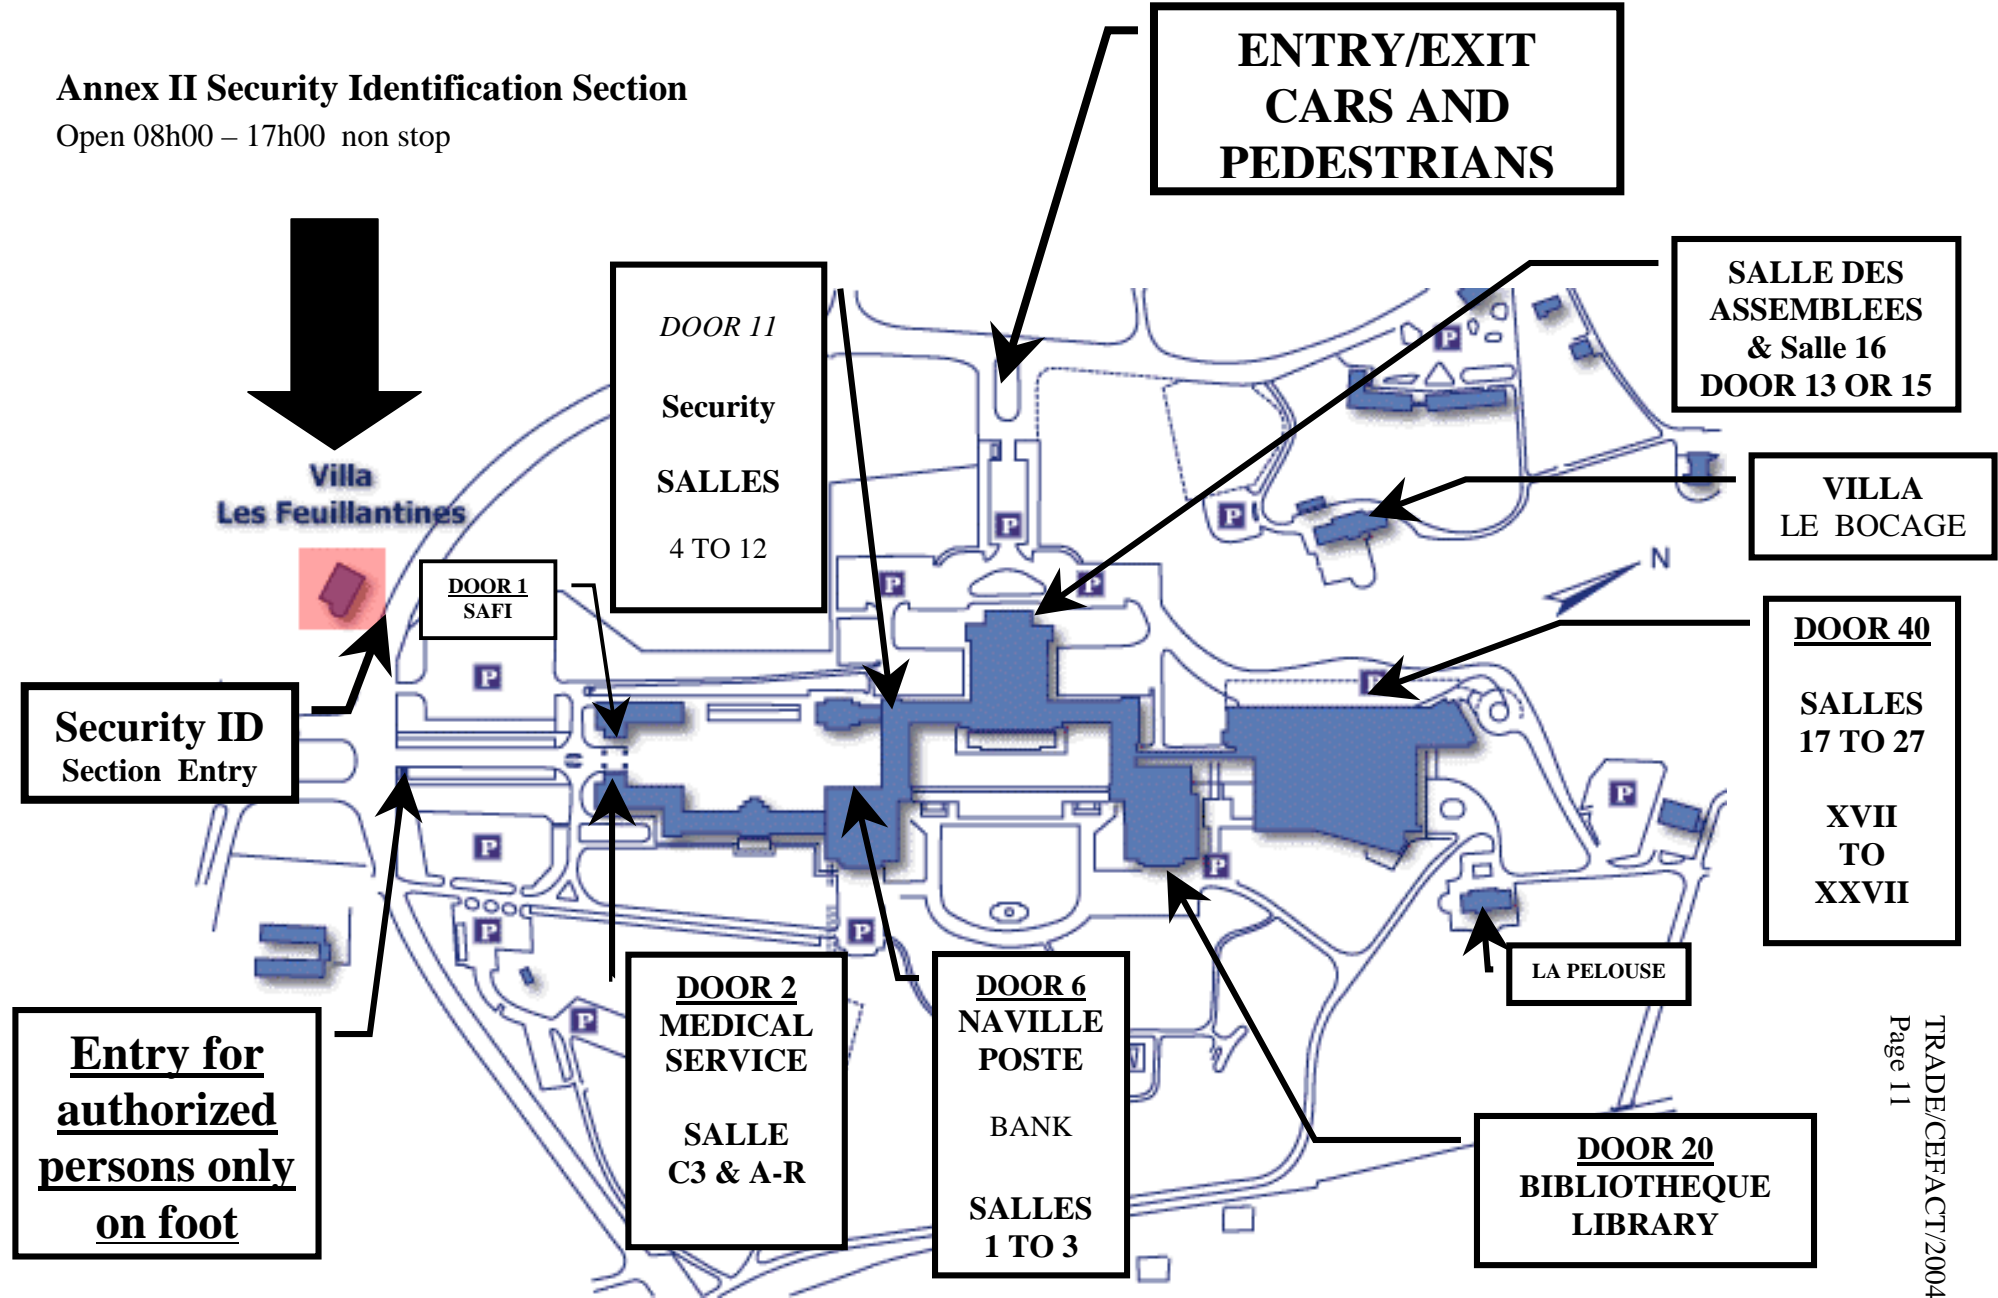 Annex II Security Identification Section
Open 08h00 – 17h00 non stop
ENTRY/EXIT
CARS AND
PEDESTRIANS
SALLE DES
ASSEMBLEES
& Salle 16
DOOR 13 OR 15
DOOR 11
Security
SALLES
4 TO 12
Villa
Les Feuillantines
VILLA
LE BOCAGE
N
DOOR 1
SAFI
DOOR 40
SALLES
17 TO 27
XVII
TO
XXVII
Security ID
Section Entry
P
P
P
P
P
P
P
P
P
P
P
P
P
P
LA PELOUSE
Entry for
authorized
persons only
on foot
DOOR 2
MEDICAL
SERVICE
SALLE
C3 & A-R
DOOR 6
NAVILLE
POSTE
BANK
SALLES
1 TO 3
DOOR 20
BIBLIOTHEQUE
LIBRARY
TRADE/CEFACT/2004
Page 11